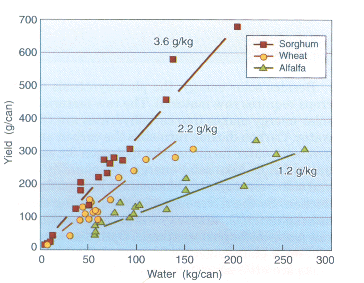 700
600
500
400
300
200
100
0
0 50 100 150 200 250 300
Yield (g/can)
Water (kg/can)
3.6 g/kg
2.2 g/kg
1.2 g/kg
Sorghum
Wheat
Alfalfa